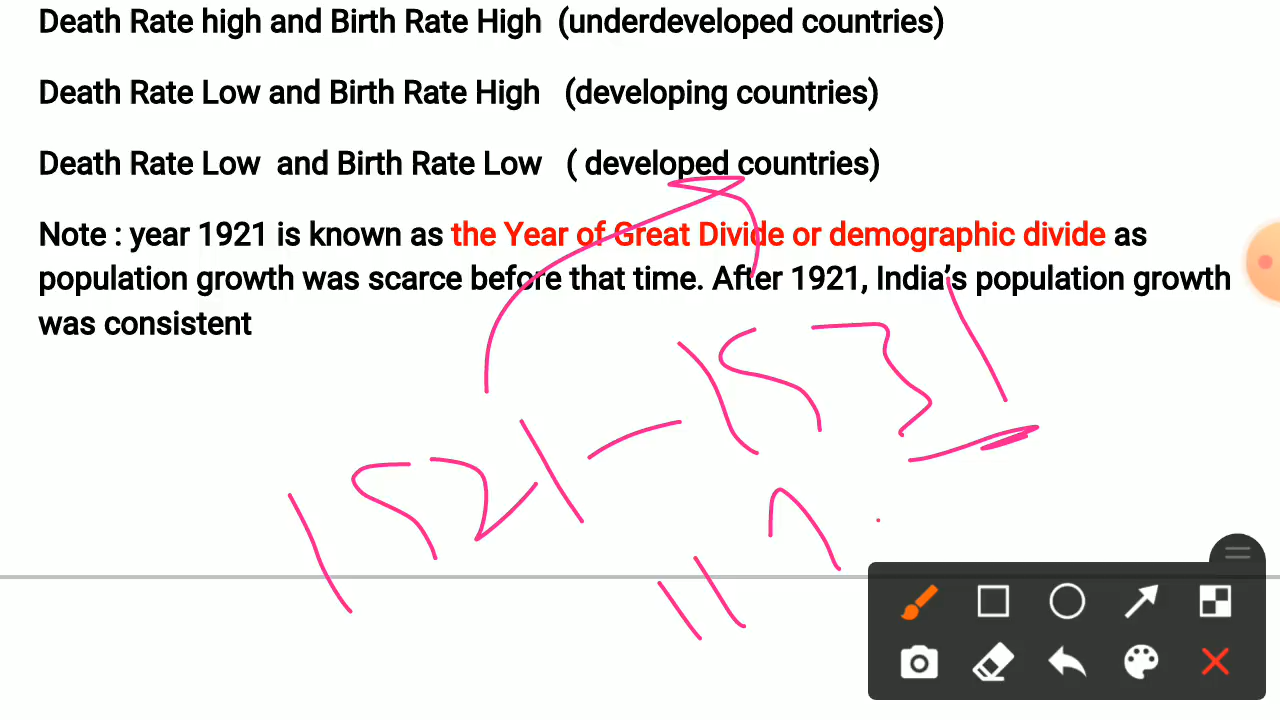 Death Rate high and Birth Rate High (underdeveloped countries)
Death Rate Low and Birth Rate High (developing countries)
Death Rate Low and Birth Rate Low ( developed countries)
Note : year 1921 is known as the Year of Great Divide or demographic divide as
population growth was scarce before that time. After 1921, India's population growth
was consistent
1921 - 1931